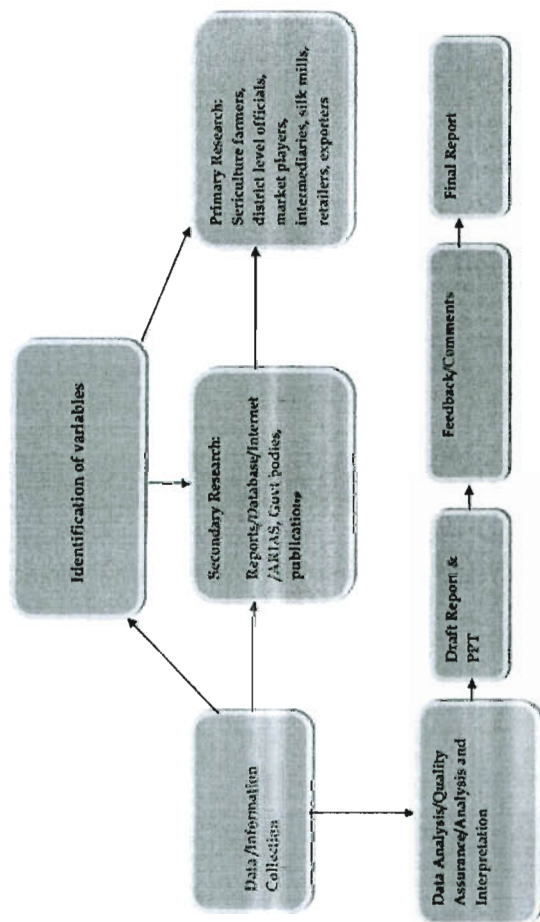 Identification of variables
Data/Information
Collection
Secondary Research:
Reports/Database/Internet
/ARIAS, Govt bodies,
publications
Primary Research:
Sericulture farmers,
district level officials,
market players,
intermediaries, silk mills,
retailers, exporters
Data Analysis/Quality
Assurance/Analysis and
Interpretation
Draft Report &
PPT
Feedback/Comments
Final Report